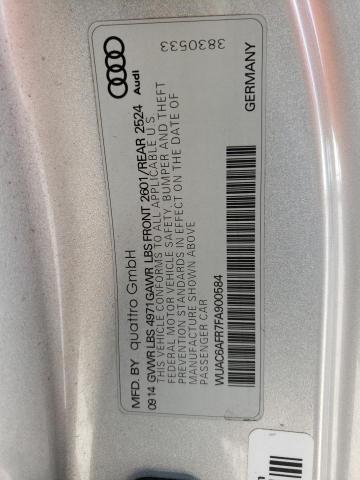 MFD. BY quattro GmbH
Audi
0914 GVWR LBS 4971 GAWR LBS FRONT 2601/REAR 2524
THIS VEHICLE CONFORMS TO ALL APPLICABLE U.S.
FEDERAL MOTOR VEHICLE SAFETY, BUMPER AND THEFT
PREVENTION STANDARDS IN EFFECT ON THE DATE OF
MANUFACTURE SHOWN ABOVE
PASSENGER CAR
WUAC6AFR7FA900584
3830533
GERMANY